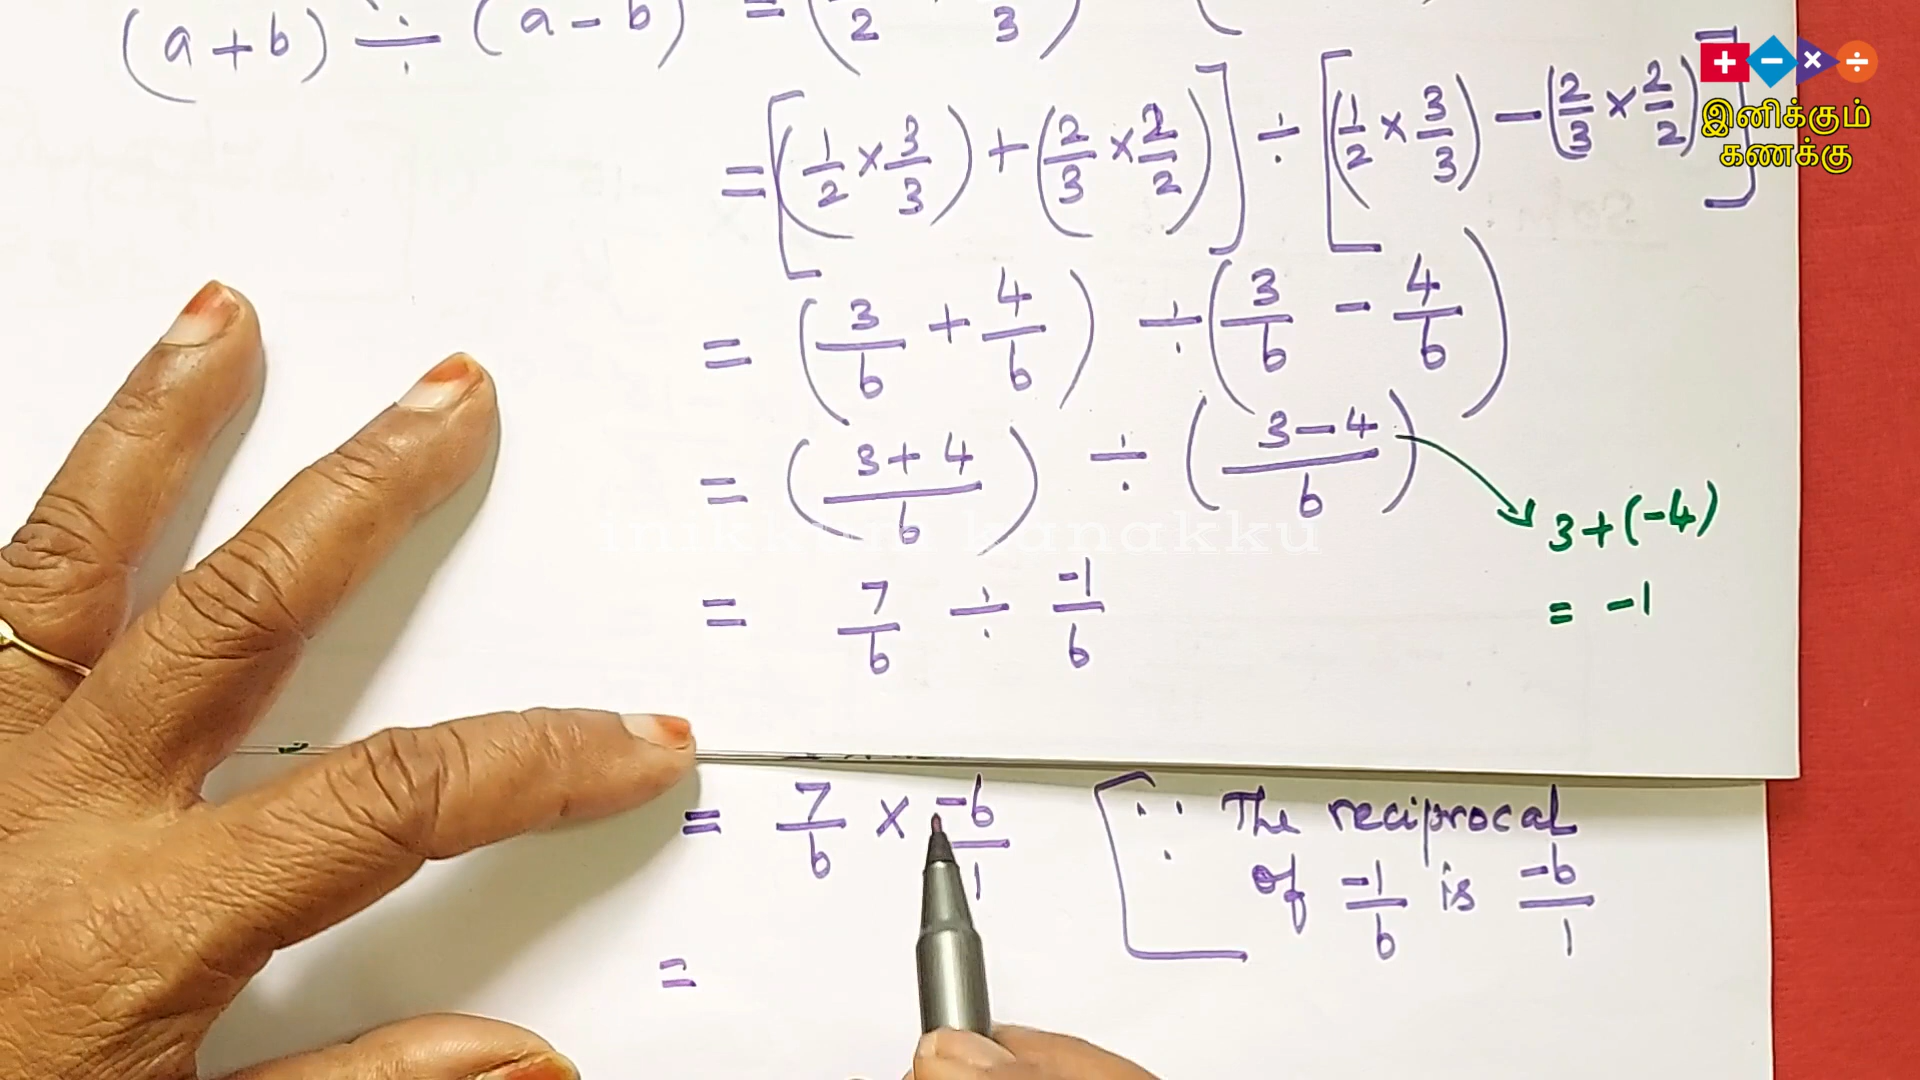 (a+b) ÷ (a-b) = ( /2 /3 ) (
= [(1/2 × 3/3) + (2/3 × 2/2)] ÷ [(1/2 × 3/3) - (2/3 × 2/2)]
= (3/6 + 4/6) ÷ (3/6 - 4/6)
= (3+4/6) ÷ (3-4/6)
3+(-4)
= -1
= 7/6 ÷ -1/6
= 7/6 × -6/1 [∵ The reciprocal
of -1/6 is -6/1
=
+ - × ÷
இனிக்கும்
கணக்கு
inikkum kanakku